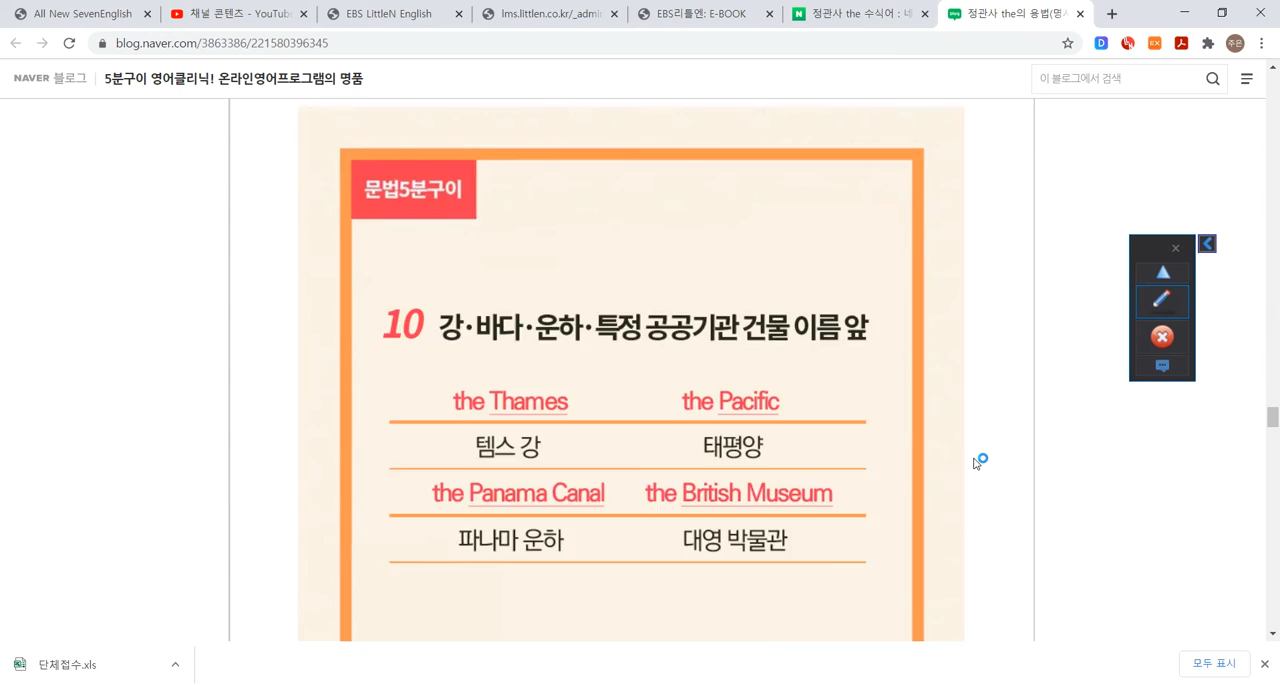 All New SevenEnglish
채널 콘텐츠 - YouTub
EBS LittleN English
lms.littlen.co.kr/_admi
EBS리틀엔: E-BOOK
정관사 the 수식어 : 네
정관사 the의 용법(명사
blog.naver.com/3863386/221580396345
주은
NAVER 블로그
5분구이 영어클리닉! 온라인영어프로그램의 명품
이 블로그에서 검색
문법5분구이
10 강·바다·운하·특정 공공기관 건물 이름 앞
the Thames the Pacific
템스 강 태평양
the Panama Canal the British Museum
파나마 운하 대영 박물관
단체접수.xls
모두 표시